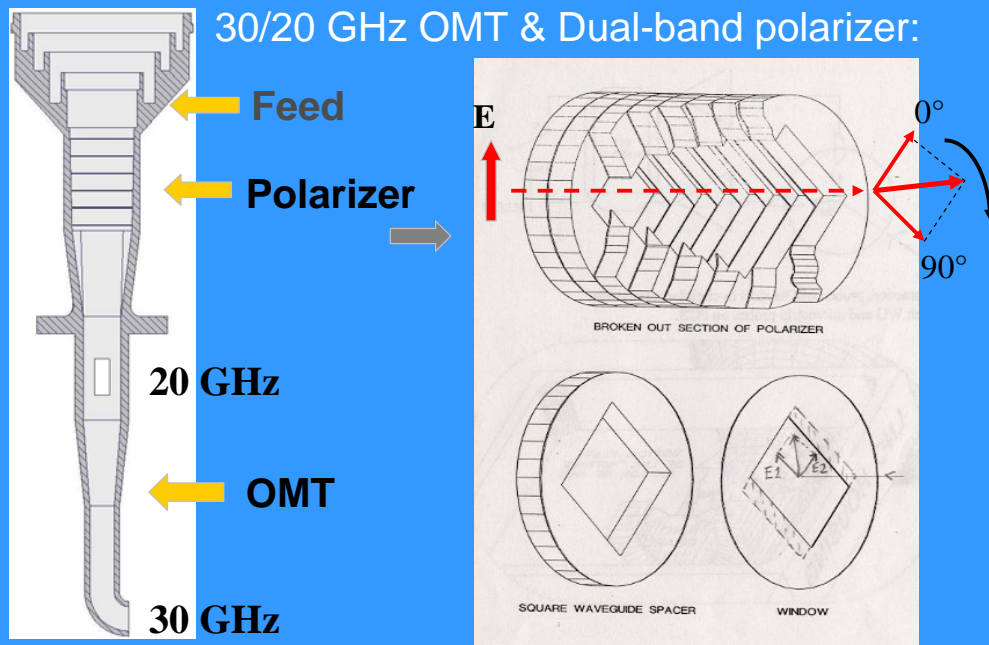 30/20 GHz OMT & Dual-band polarizer:
Feed
Polarizer
20 GHz
OMT
30 GHz
E
0°
90°
BROKEN OUT SECTION OF POLARIZER
E1
E2
SQUARE WAVEGUIDE SPACER
WINDOW